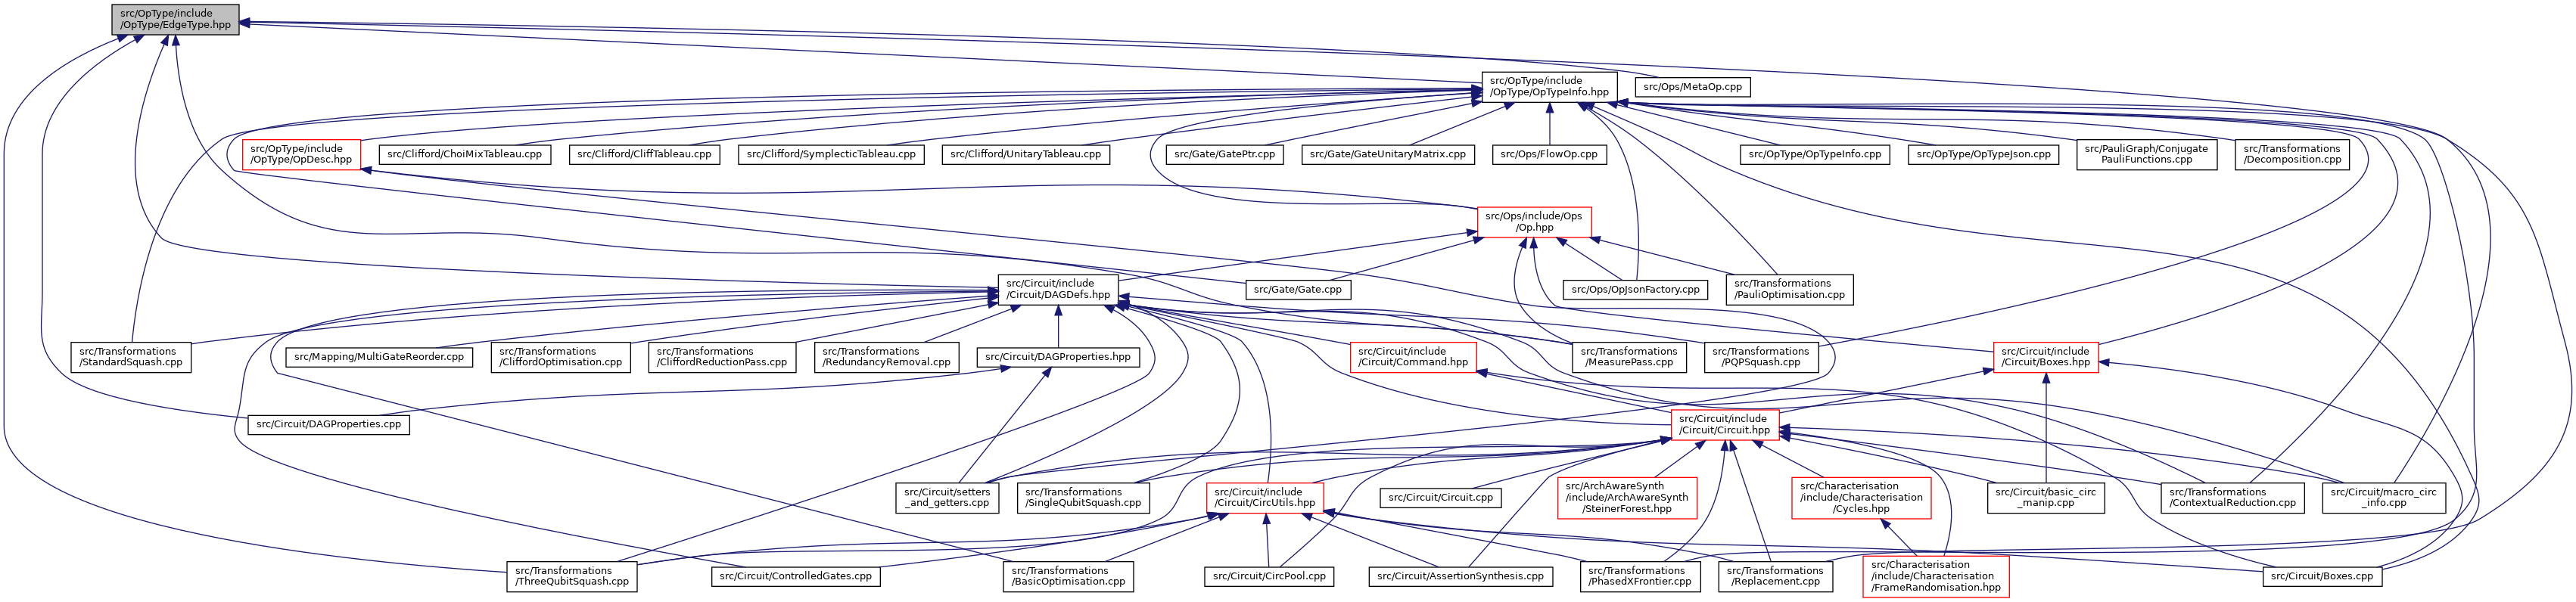 src/OpType/include
/OpType/EdgeType.hpp
src/OpType/include
/OpType/OpTypeInfo.hpp
src/Ops/MetaOp.cpp
src/OpType/include
/OpType/OpDesc.hpp
src/Clifford/ChoiMixTableau.cpp
src/Clifford/CliffTableau.cpp
src/Clifford/SymplecticTableau.cpp
src/Clifford/UnitaryTableau.cpp
src/Gate/GatePtr.cpp
src/Gate/GateUnitaryMatrix.cpp
src/Ops/FlowOp.cpp
src/OpType/OpTypeInfo.cpp
src/OpType/OpTypeJson.cpp
src/PauliGraph/Conjugate
PauliFunctions.cpp
src/Transformations
/Decomposition.cpp
src/Ops/include/Ops
/Op.hpp
src/Circuit/include
/Circuit/DAGDefs.hpp
src/Gate/Gate.cpp
src/Ops/OpJsonFactory.cpp
src/Transformations
/PauliOptimisation.cpp
src/Transformations
/StandardSquash.cpp
src/Mapping/MultiGateReorder.cpp
src/Transformations
/CliffordOptimisation.cpp
src/Transformations
/CliffordReductionPass.cpp
src/Transformations
/RedundancyRemoval.cpp
src/Circuit/DAGProperties.hpp
src/Circuit/include
/Circuit/Command.hpp
src/Transformations
/MeasurePass.cpp
src/Transformations
/PQPSquash.cpp
src/Circuit/include
/Circuit/Boxes.hpp
src/Circuit/DAGProperties.cpp
src/Circuit/include
/Circuit/Circuit.hpp
src/Circuit/setters
_and_getters.cpp
src/Transformations
/SingleQubitSquash.cpp
src/Circuit/include
/Circuit/CircUtils.hpp
src/Circuit/Circuit.cpp
src/ArchAwareSynth
/include/ArchAwareSynth
/SteinerForest.hpp
src/Characterisation
/include/Characterisation
/Cycles.hpp
src/Circuit/basic_circ
_manip.cpp
src/Transformations
/ContextualReduction.cpp
src/Circuit/macro_circ
_info.cpp
src/Transformations
/ThreeQubitSquash.cpp
src/Circuit/ControlledGates.cpp
src/Transformations
/BasicOptimisation.cpp
src/Circuit/CircPool.cpp
src/Circuit/AssertionSynthesis.cpp
src/Transformations
/PhasedXFrontier.cpp
src/Transformations
/Replacement.cpp
src/Characterisation
/include/Characterisation
/FrameRandomisation.hpp
src/Circuit/Boxes.cpp